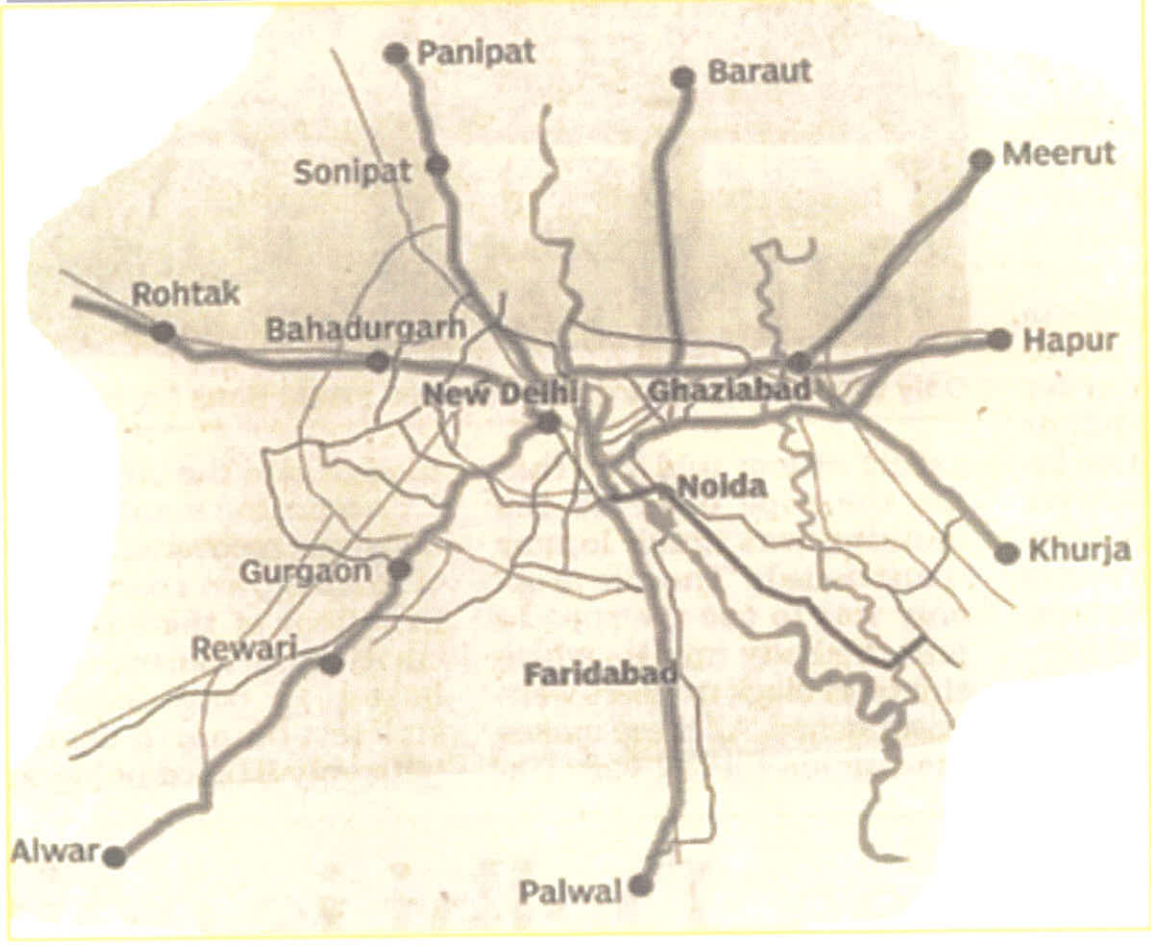 Panipat
Baraut
Meerut
Sonipat
Rohtak
Bahadurgarh
Hapur
New Delhi
Ghaziabad
Noida
Khurja
Gurgaon
Rewari
Faridabad
Alwar
Palwal